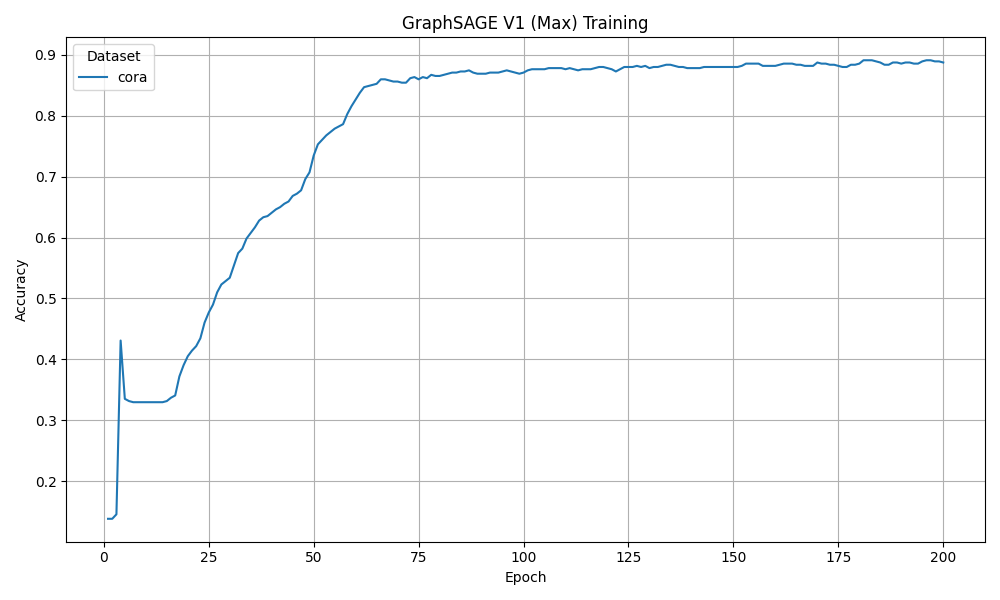 GraphSAGE V1 (Max) Training
Dataset
cora
Accuracy
0.9
0.8
0.7
0.6
0.5
0.4
0.3
0.2
0 25 50 75 100 125 150 175 200
Epoch